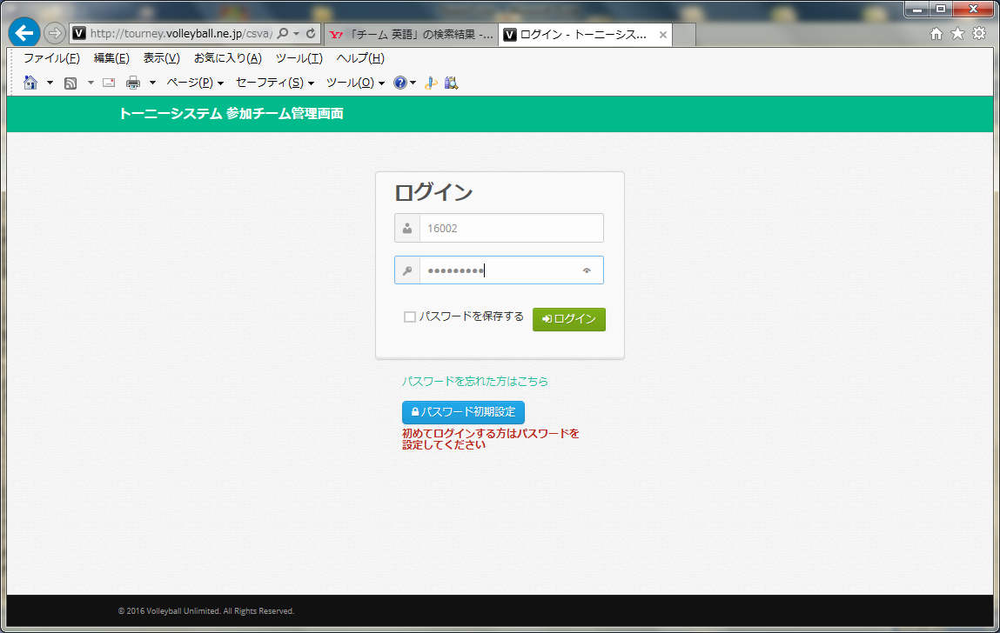 http://tourney.volleyball.ne.jp/csva/
「チーム 英語」の検索結果 -...
ログイン - トーニーシス...
ファイル(F) 編集(E) 表示(V) お気に入り(A) ツール(T) ヘルプ(H)
ページ(P) セーフティ(S) ツール(O)
トーニーシステム 参加チーム管理画面
ログイン
16002
●●●●●●●●●
パスワードを保存する ログイン
パスワードを忘れた方はこちら
パスワード初期設定
初めてログインする方はパスワードを
設定してください
© 2016 Volleyball Unlimited. All Rights Reserved.